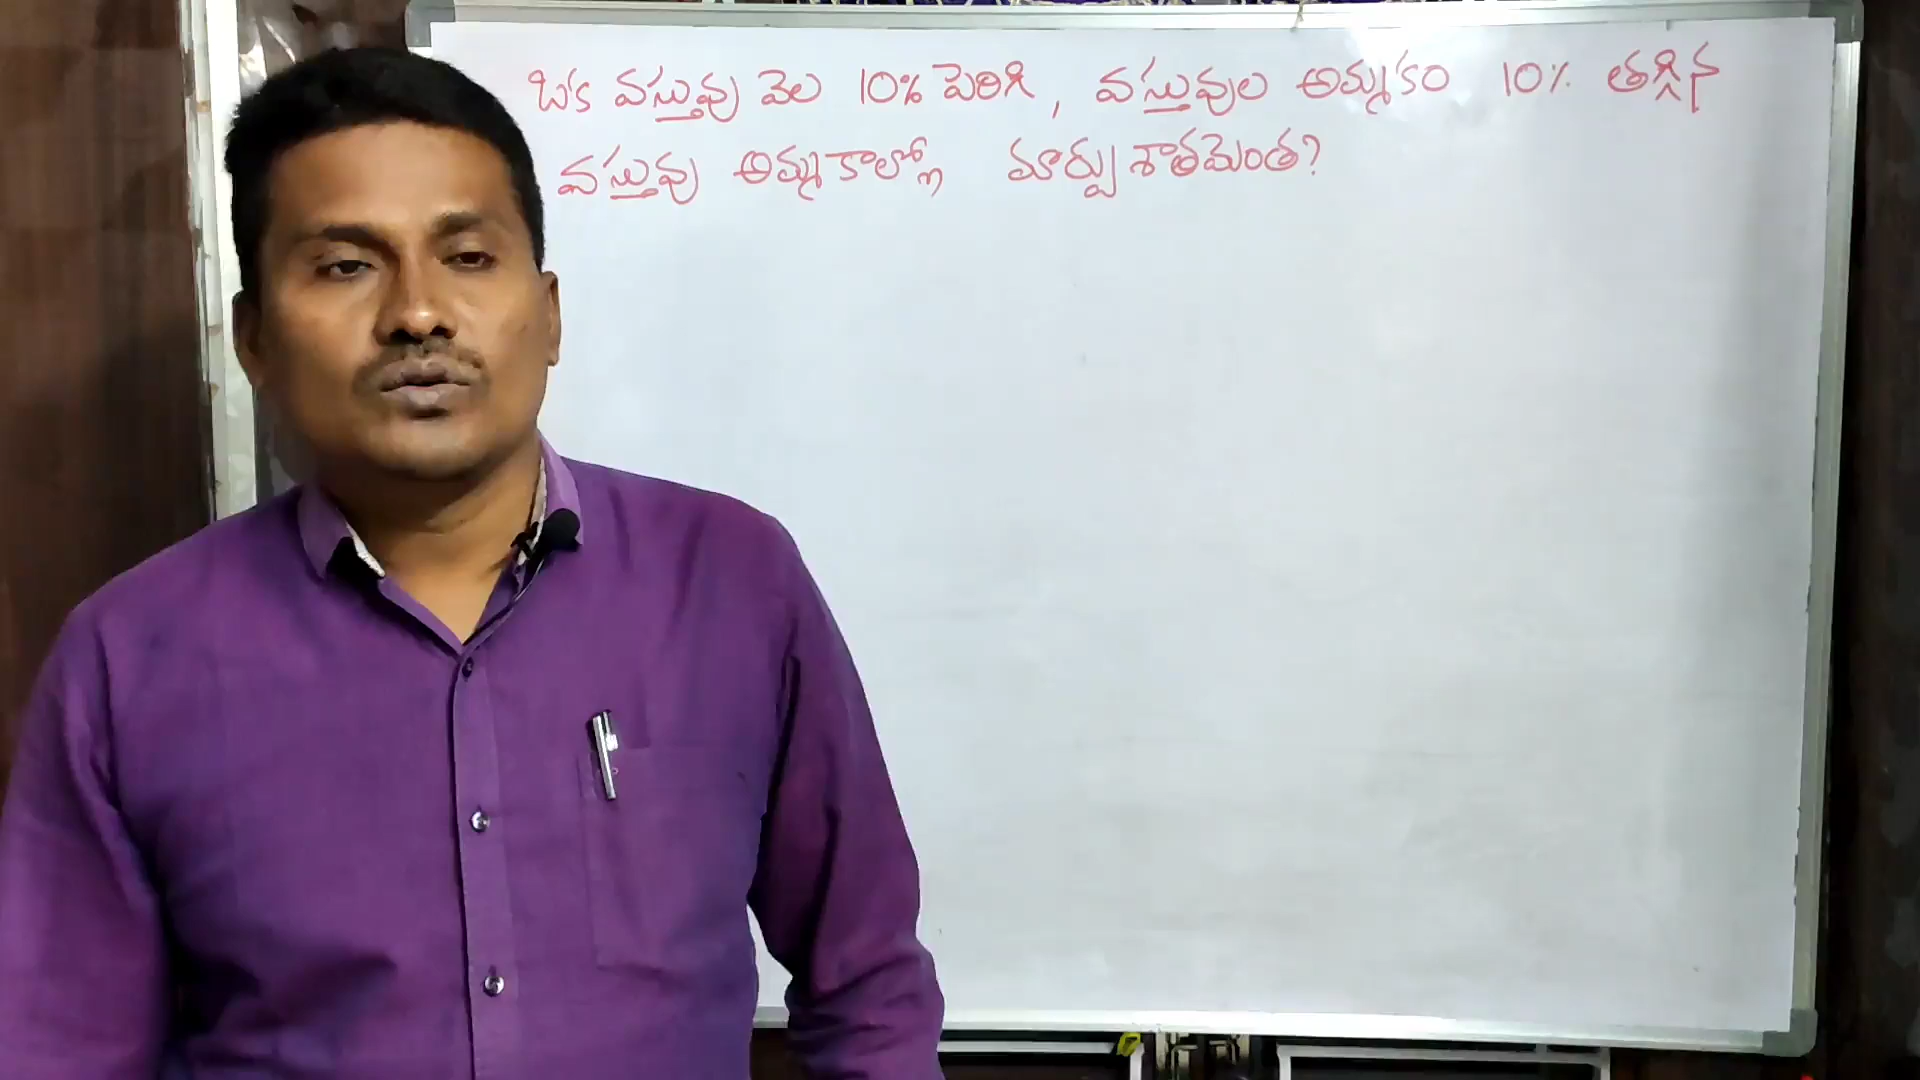 ఒక వస్తువు వెల 10% పెరిగి, వస్తువుల అమ్మకం 10% తగ్గిన
వస్తువు అమ్మకాల్లో మార్పు శాతమెంత?